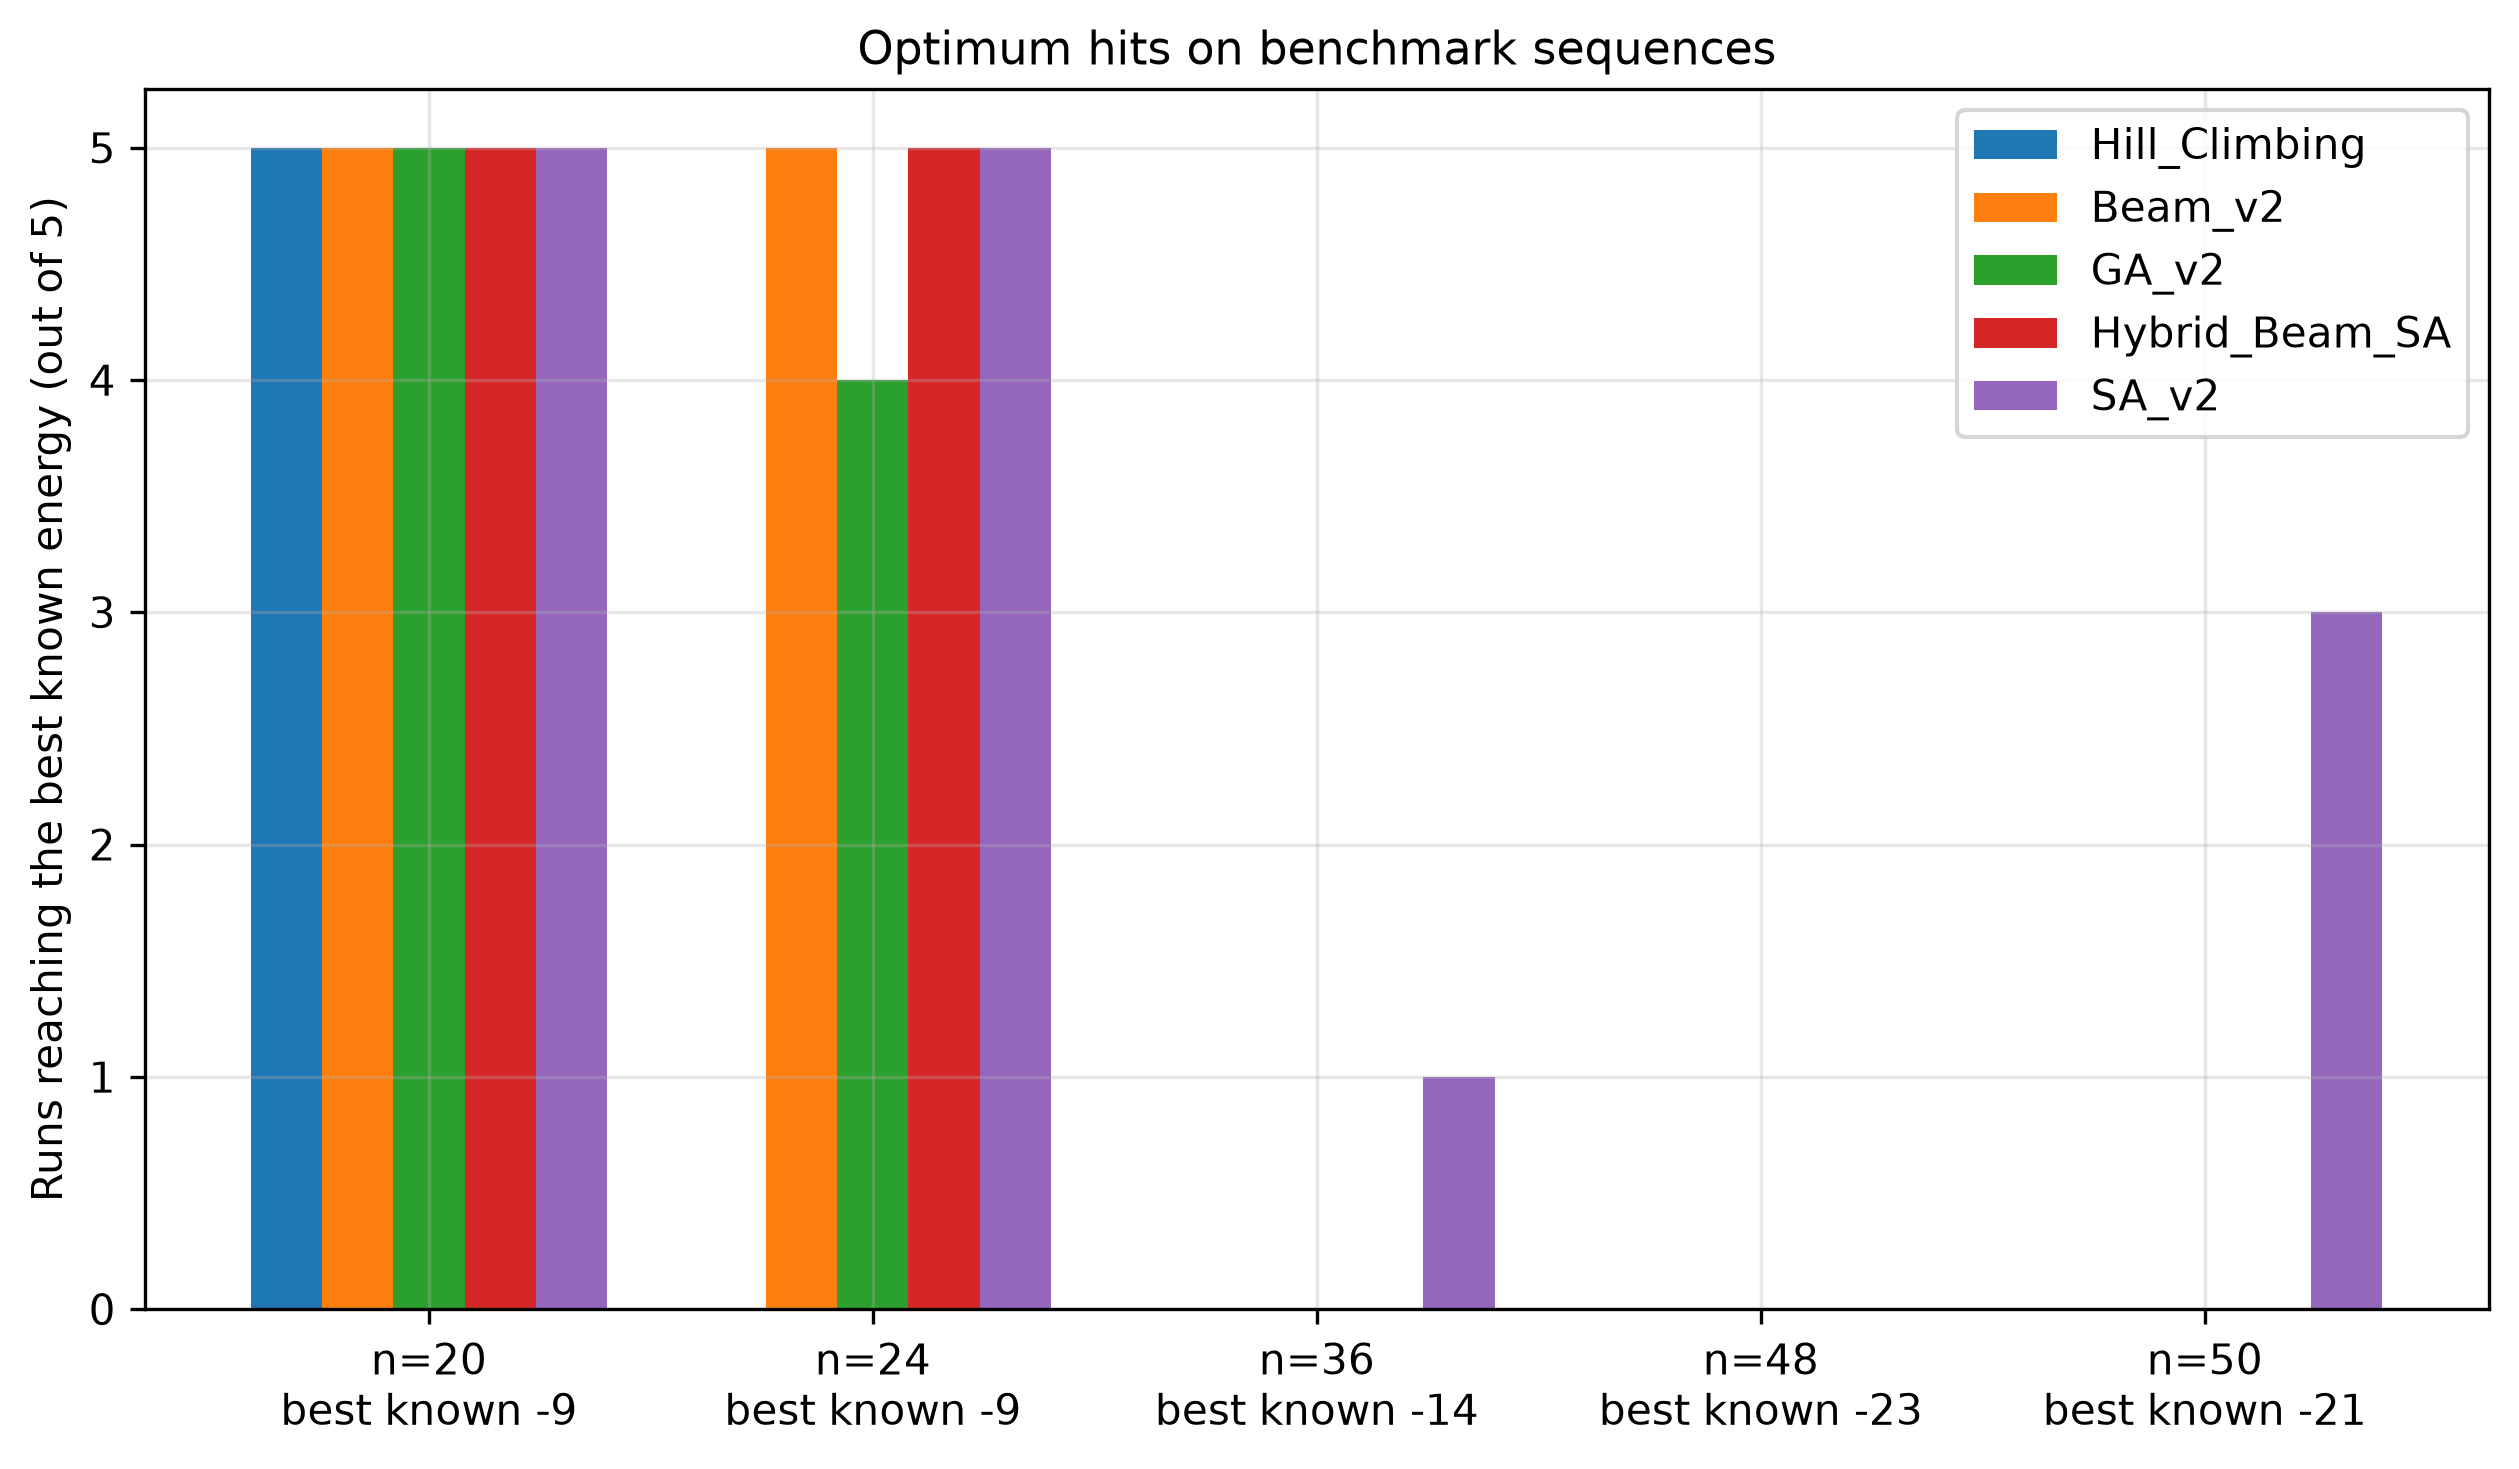 Optimum hits on benchmark sequences
Runs reaching the best known energy (out of 5)
5
4
3
2
1
0
Hill_Climbing
Beam_v2
GA_v2
Hybrid_Beam_SA
SA_v2
n=20
best known -9
n=24
best known -9
n=36
best known -14
n=48
best known -23
n=50
best known -21